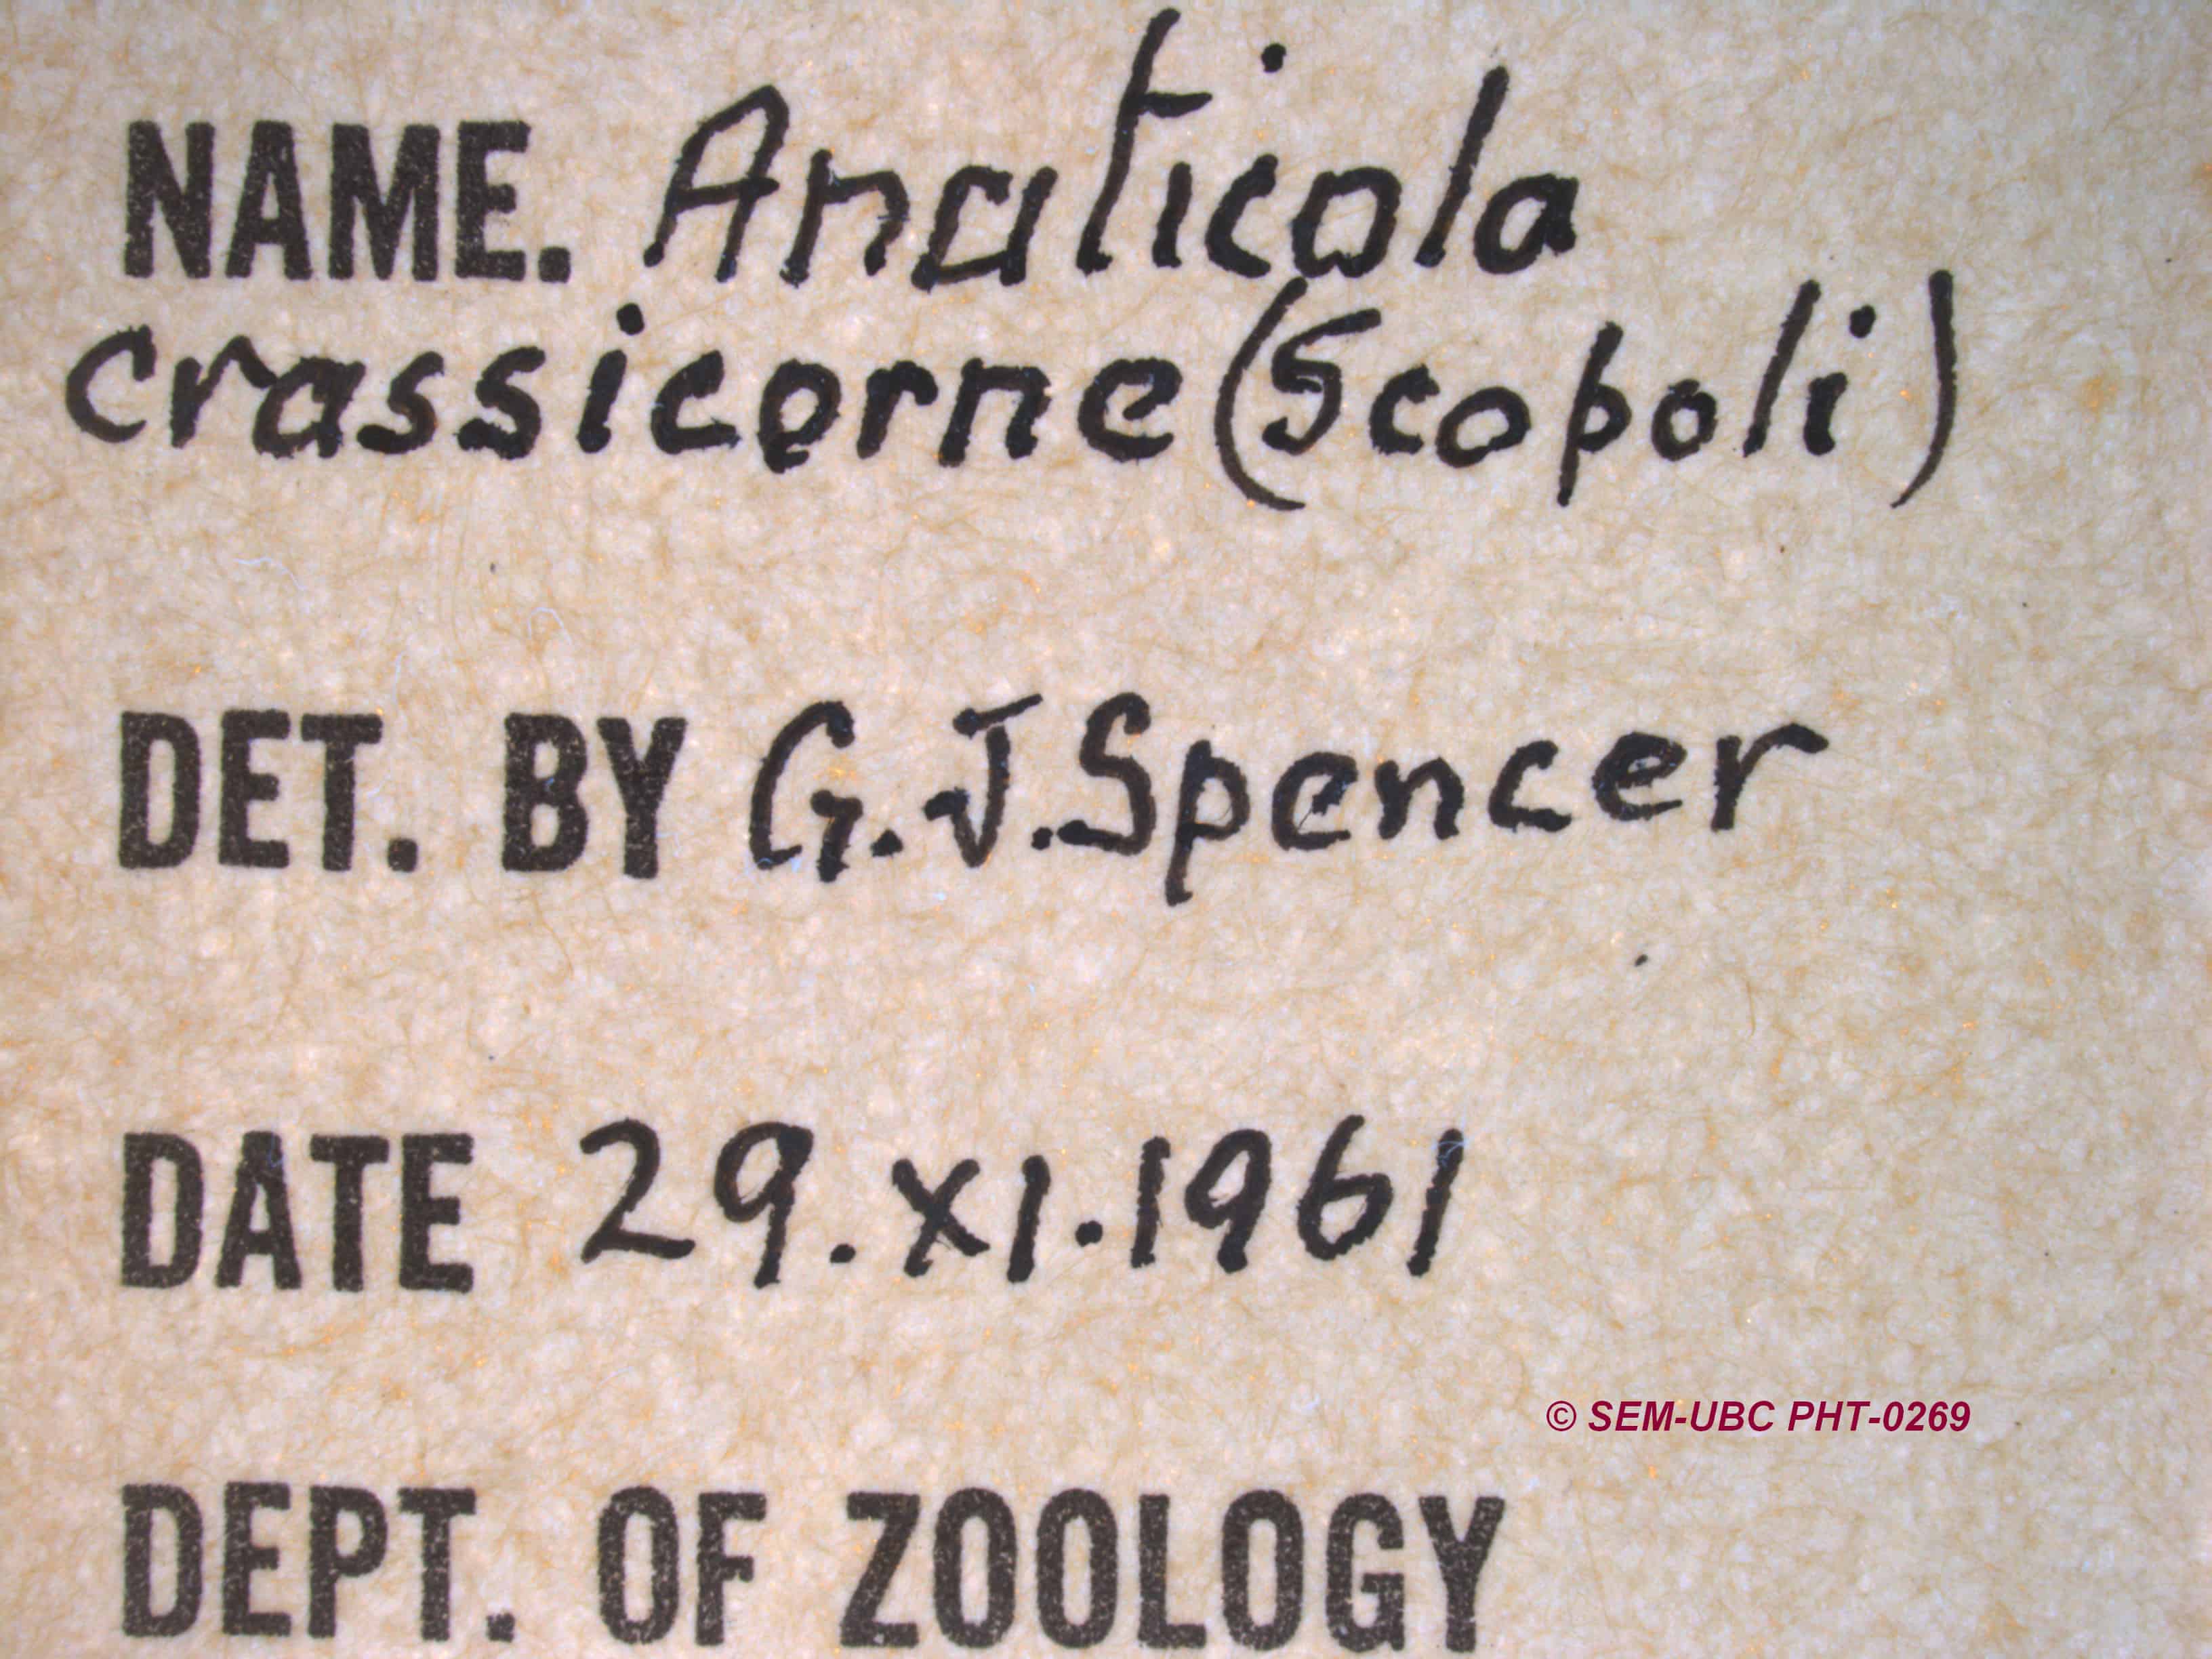 NAME. Anaticola
crassicorne (Scopoli)
DET. BY G. J. Spencer
DATE 29.XI.1961
© SEM-UBC PHT-0269
DEPT. OF ZOOLOGY